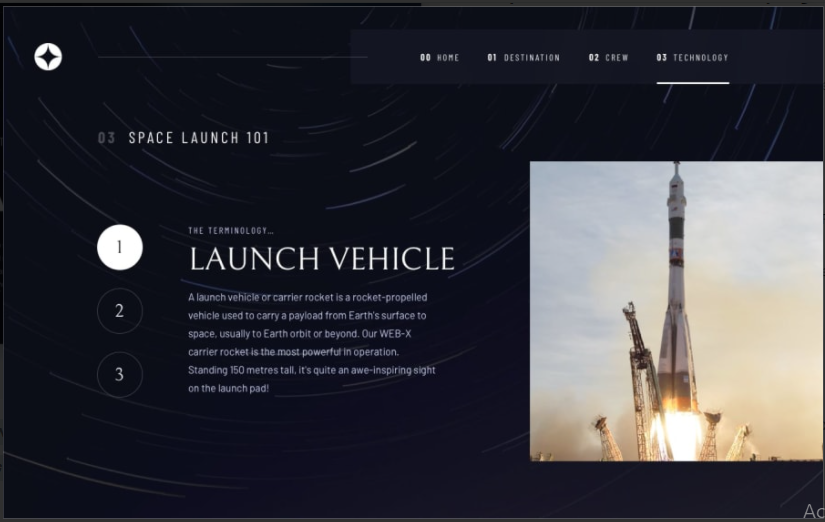 00 HOME 01 DESTINATION 02 CREW 03 TECHNOLOGY
03 SPACE LAUNCH 101
1
2
3
THE TERMINOLOGY...
LAUNCH VEHICLE
A launch vehicle or carrier rocket is a rocket-propelled
vehicle used to carry a payload from Earth's surface to
space, usually to Earth orbit or beyond. Our WEB-X
carrier rocket is the most powerful in operation.
Standing 150 metres tall, it's quite an awe-inspiring sight
on the launch pad!